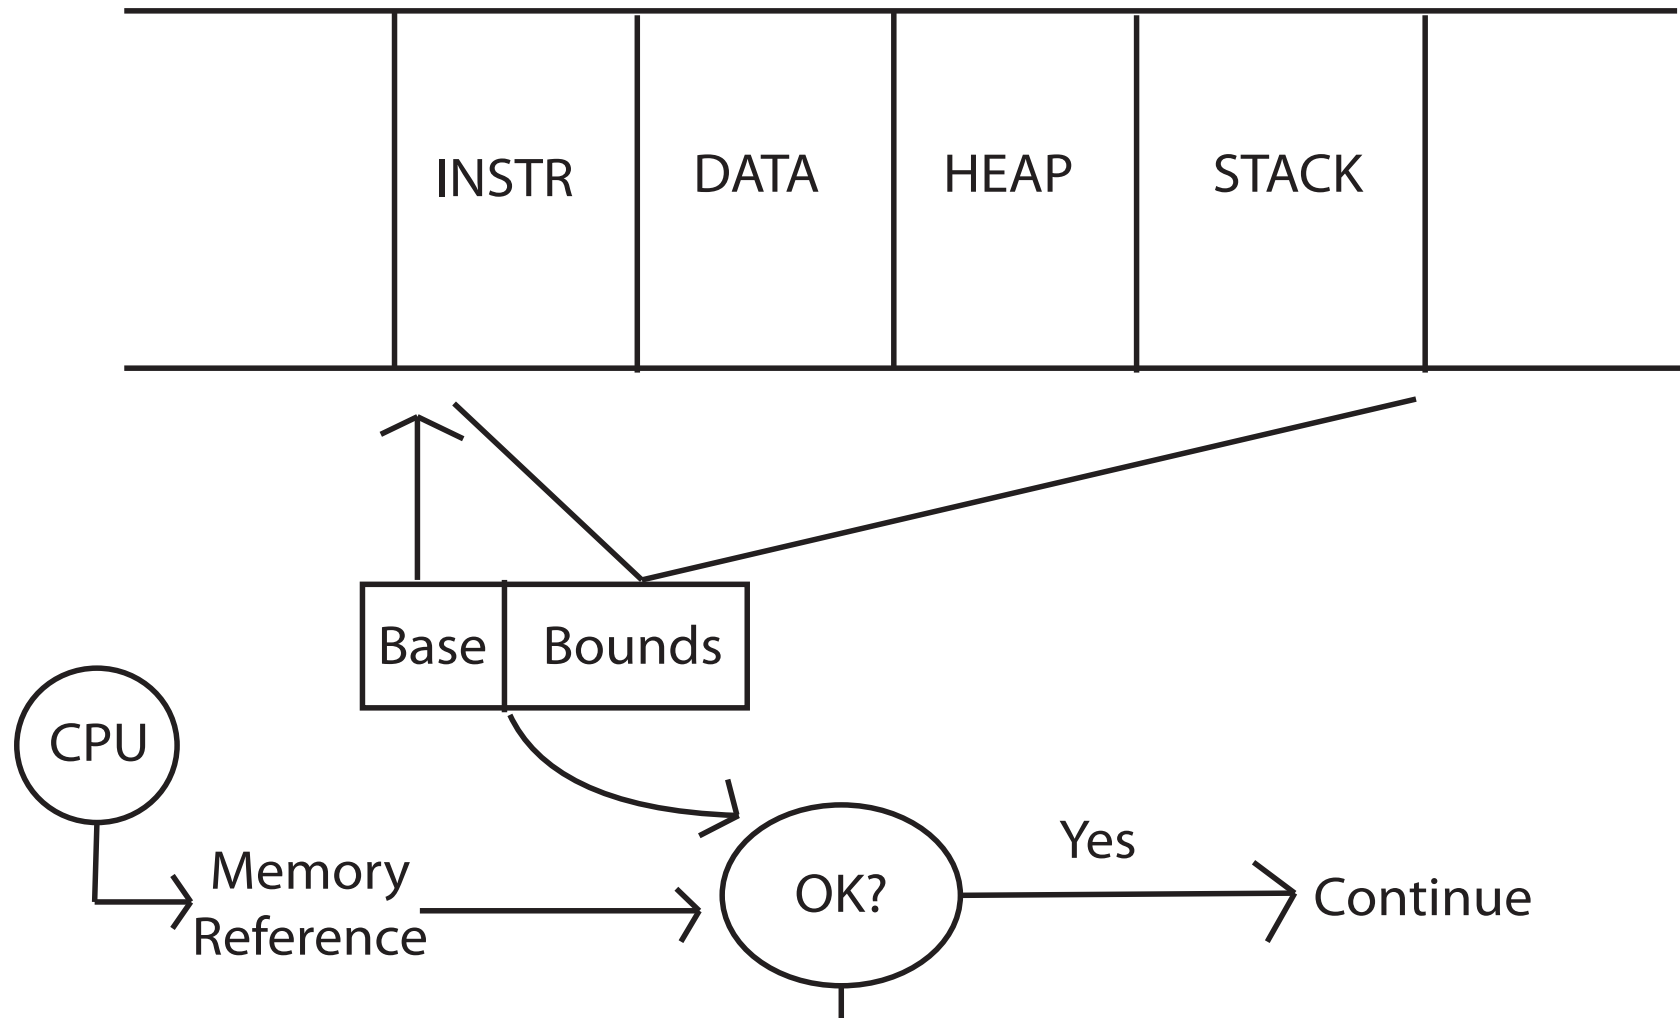 INSTR
DATA
HEAP
STACK
Base
Bounds
CPU
Memory
Reference
OK?
Yes
Continue